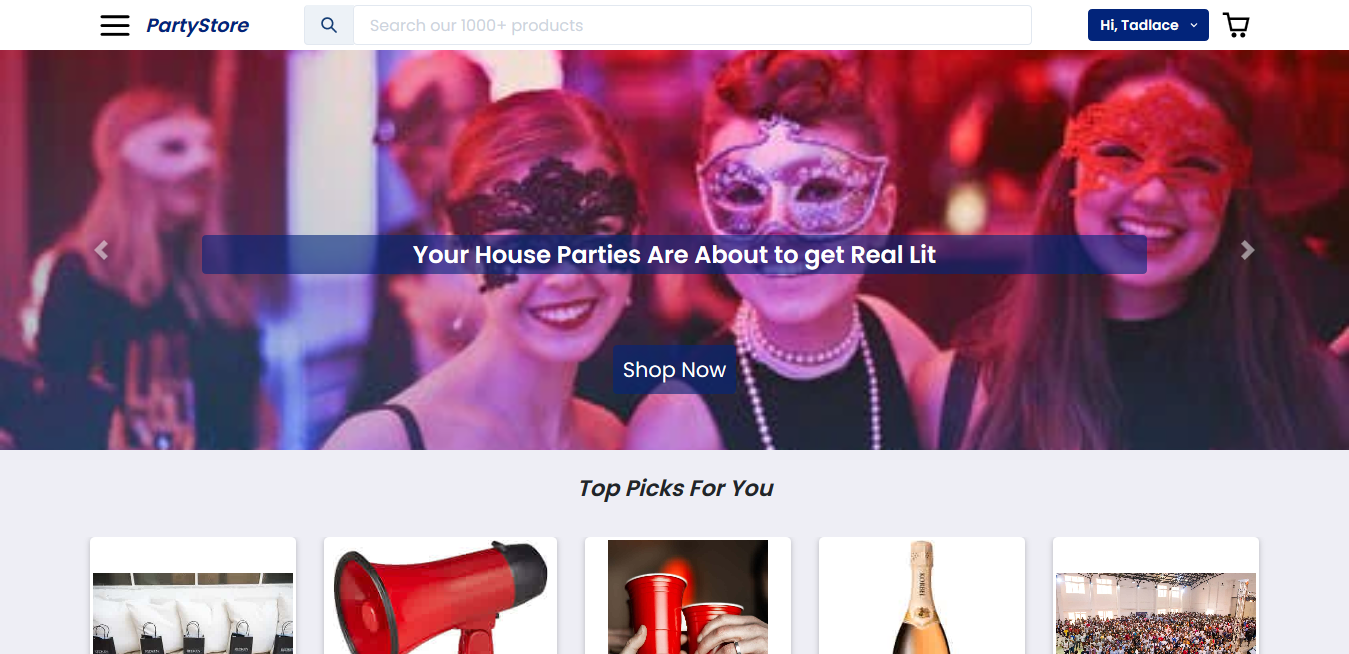 PartyStore
Search our 1000+ products
Hi, Tadlace
Your House Parties Are About to get Real Lit
Shop Now
Top Picks For You